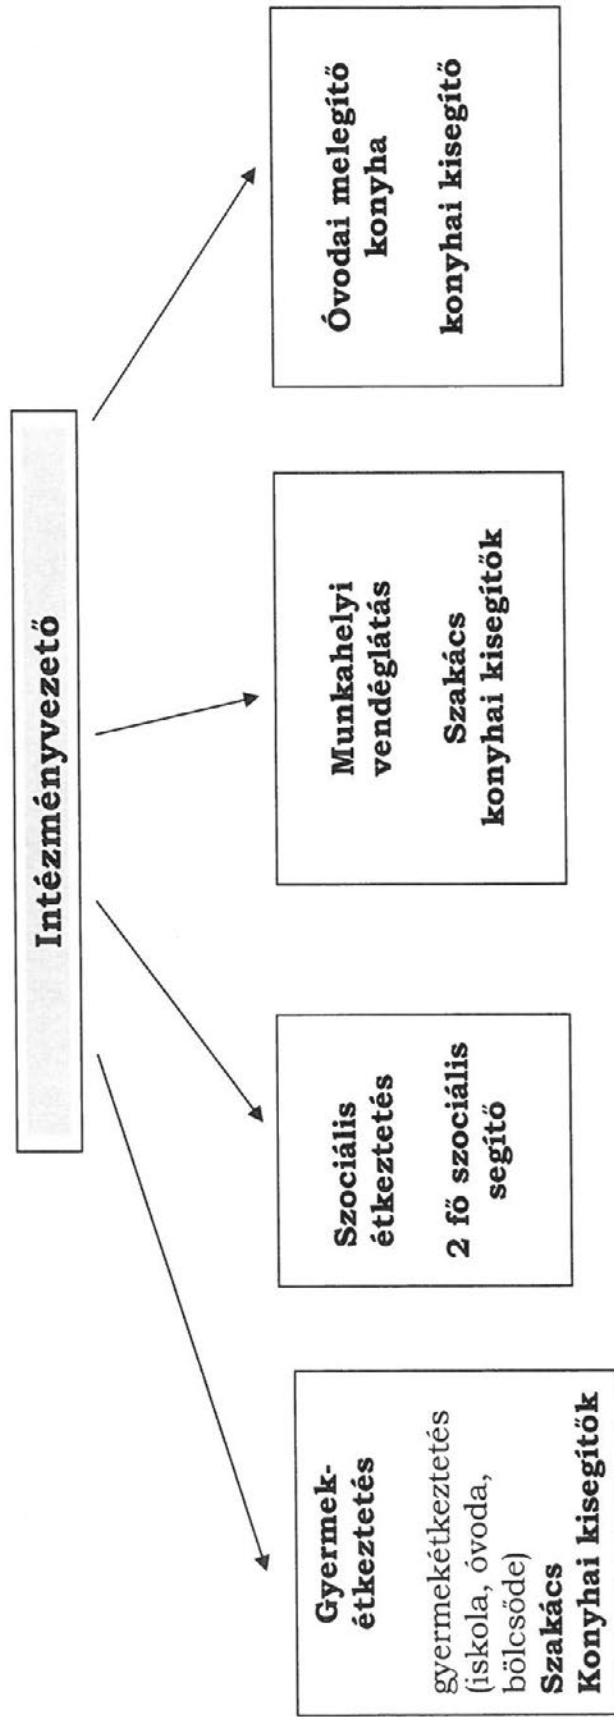 Intézményvezető
Gyermek-
étkeztetés
gyermekétkeztetés
(iskola, óvoda,
bölcsőde)
Szakács
Konyhai kisegítők
Szociális
étkeztetés
2 fő szociális
segítő
Munkahelyi
vendéglátás
Szakács
konyhai kisegítők
Óvodai melegítő
konyha
konyhai kisegítő